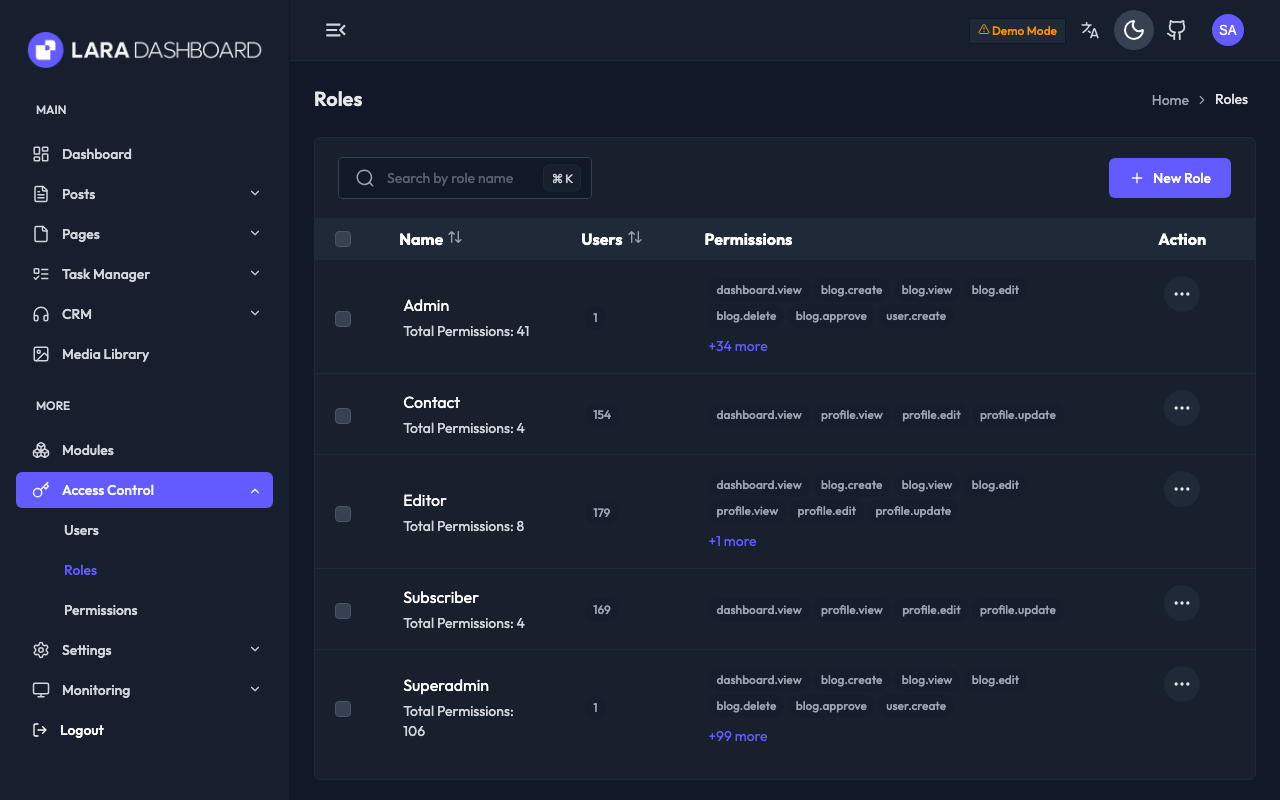 LARA DASHBOARD
Demo Mode
SA
MAIN
Dashboard
Posts
Pages
Task Manager
CRM
Media Library
MORE
Modules
Access Control
Users
Roles
Permissions
Settings
Monitoring
Logout
Roles
Home > Roles
Search by role name
⌘ K
+ New Role
Name Users Permissions Action
Admin
Total Permissions: 41
1
dashboard.view blog.create blog.view blog.edit
blog.delete blog.approve user.create
+34 more
Contact
Total Permissions: 4
154
dashboard.view profile.view profile.edit profile.update
Editor
Total Permissions: 8
179
dashboard.view blog.create blog.view blog.edit
profile.view profile.edit profile.update
+1 more
Subscriber
Total Permissions: 4
169
dashboard.view profile.view profile.edit profile.update
Superadmin
Total Permissions:
106
1
dashboard.view blog.create blog.view blog.edit
blog.delete blog.approve user.create
+99 more